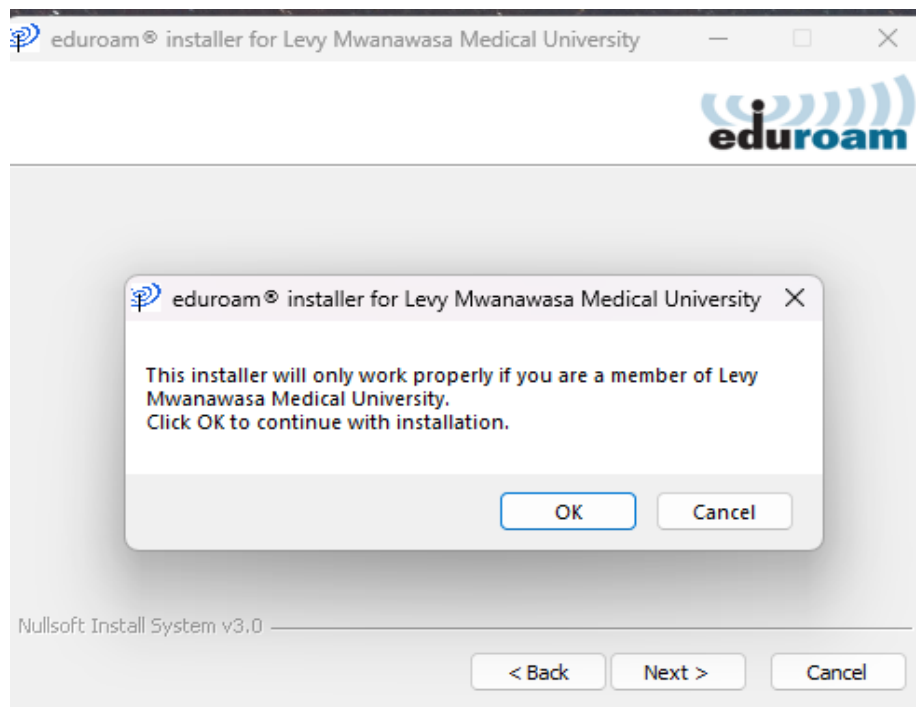 eduroam® installer for Levy Mwanawasa Medical University
eduroam
eduroam® installer for Levy Mwanawasa Medical University
This installer will only work properly if you are a member of Levy
Mwanawasa Medical University.
Click OK to continue with installation.
OK Cancel
Nullsoft Install System v3.0
< Back Next > Cancel